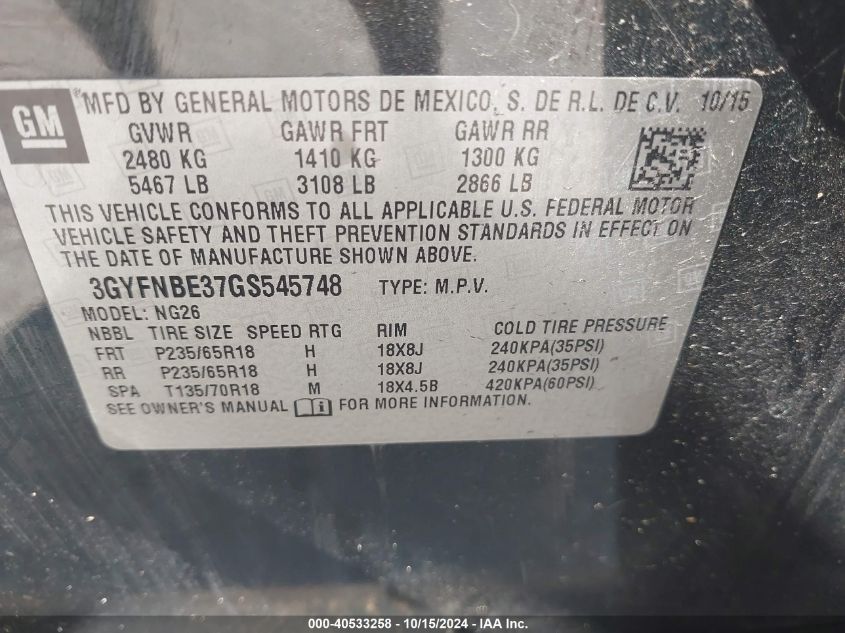 GM
® MFD BY GENERAL MOTORS DE MEXICO, S. DE R.L. DE C.V. 10/15
GVWR GAWR FRT GAWR RR
2480 KG 1410 KG 1300 KG
5467 LB 3108 LB 2866 LB
THIS VEHICLE CONFORMS TO ALL APPLICABLE U.S. FEDERAL MOTOR
VEHICLE SAFETY AND THEFT PREVENTION STANDARDS IN EFFECT ON
THE DATE OF MANUFACTURE SHOWN ABOVE.
3GYFNBE37GS545748 TYPE: M.P.V.
MODEL: NG26
NBBL TIRE SIZE SPEED RTG RIM COLD TIRE PRESSURE
FRT P235/65R18 H 18X8J 240KPA(35PSI)
RR P235/65R18 H 18X8J 240KPA(35PSI)
SPA T135/70R18 M 18X4.5B 420KPA(60PSI)
SEE OWNER'S MANUAL FOR MORE INFORMATION.
000-40533258 - 10/15/2024 - IAA Inc.